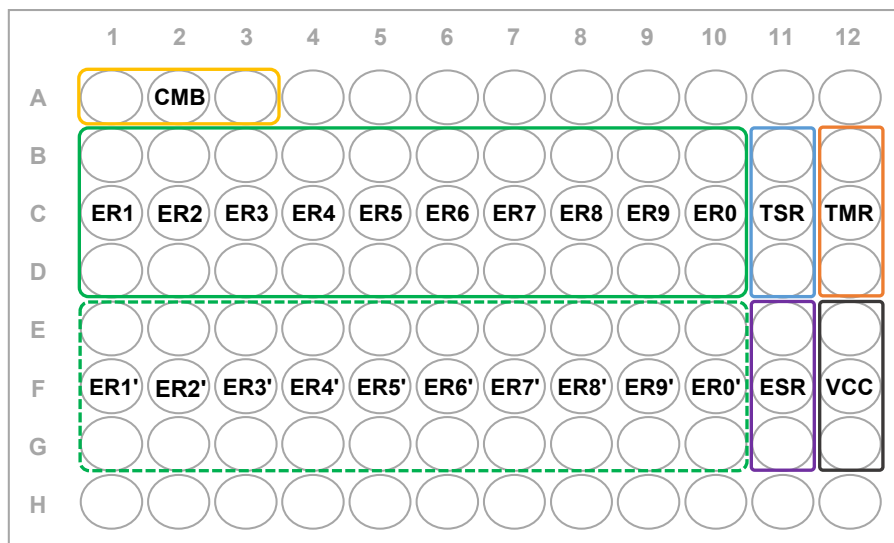 1 2 3 4 5 6 7 8 9 10 11 12
A CMB
B
C ER1 ER2 ER3 ER4 ER5 ER6 ER7 ER8 ER9 ER0 TSR TMR
D
E
F ER1' ER2' ER3' ER4' ER5' ER6' ER7' ER8' ER9' ER0' ESR VCC
G
H